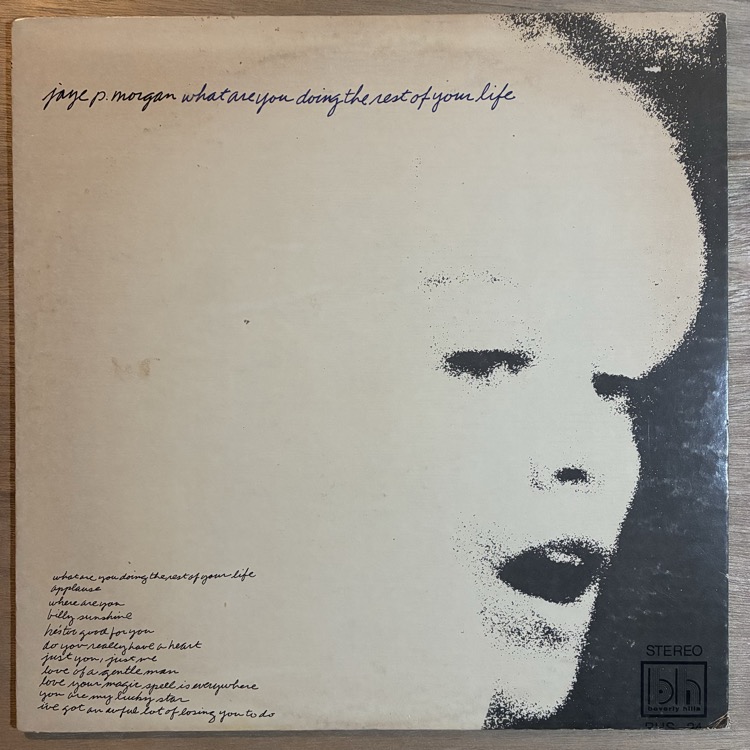 jaye p. morgan what are you doing the rest of your life
what are you doing the rest of your life
applause
where are you
billy sunshine
he's too good for you
do you really have a heart
just you, just me
love of a gentle man
love your magic spell is everywhere
you are my lucky star
i've got an awful lot of losing you to do
STEREO
bh
beverly hills